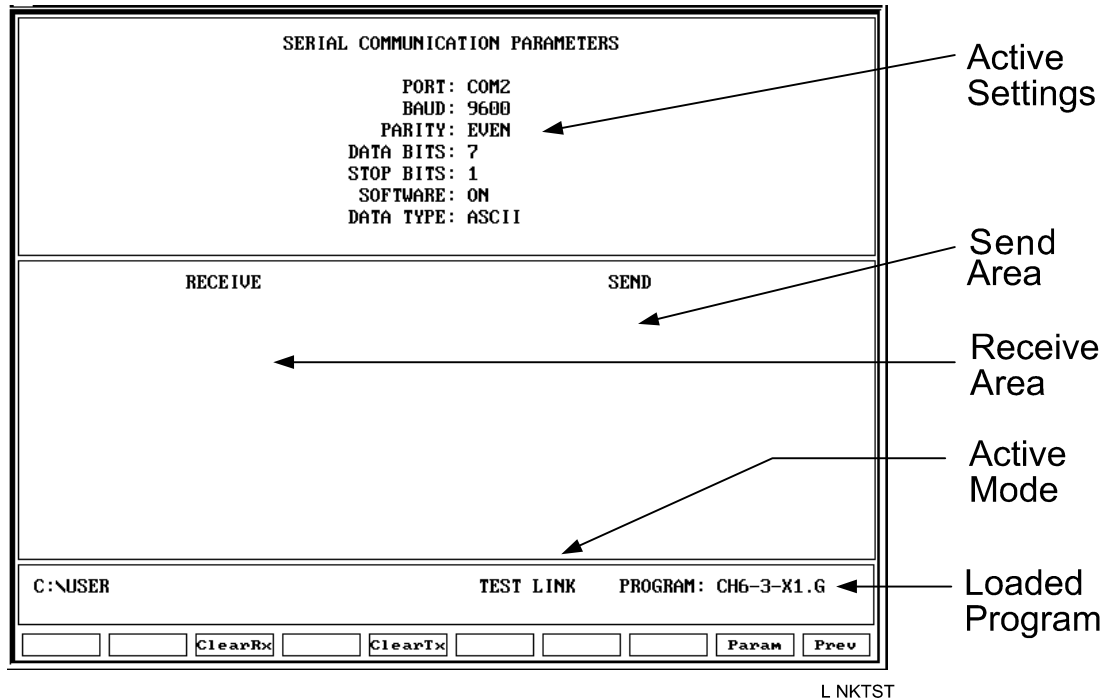 SERIAL COMMUNICATION PARAMETERS
PORT: COM2
BAUD: 9600
PARITY: EVEN
DATA BITS: 7
STOP BITS: 1
SOFTWARE: ON
DATA TYPE: ASCII
Active
Settings
RECEIVE
SEND
Send
Area
Receive
Area
Active
Mode
C:\USER
TEST LINK
PROGRAM: CH6-3-X1.G
Loaded
Program
ClearRx
ClearTx
Param
Prev
L NKTST